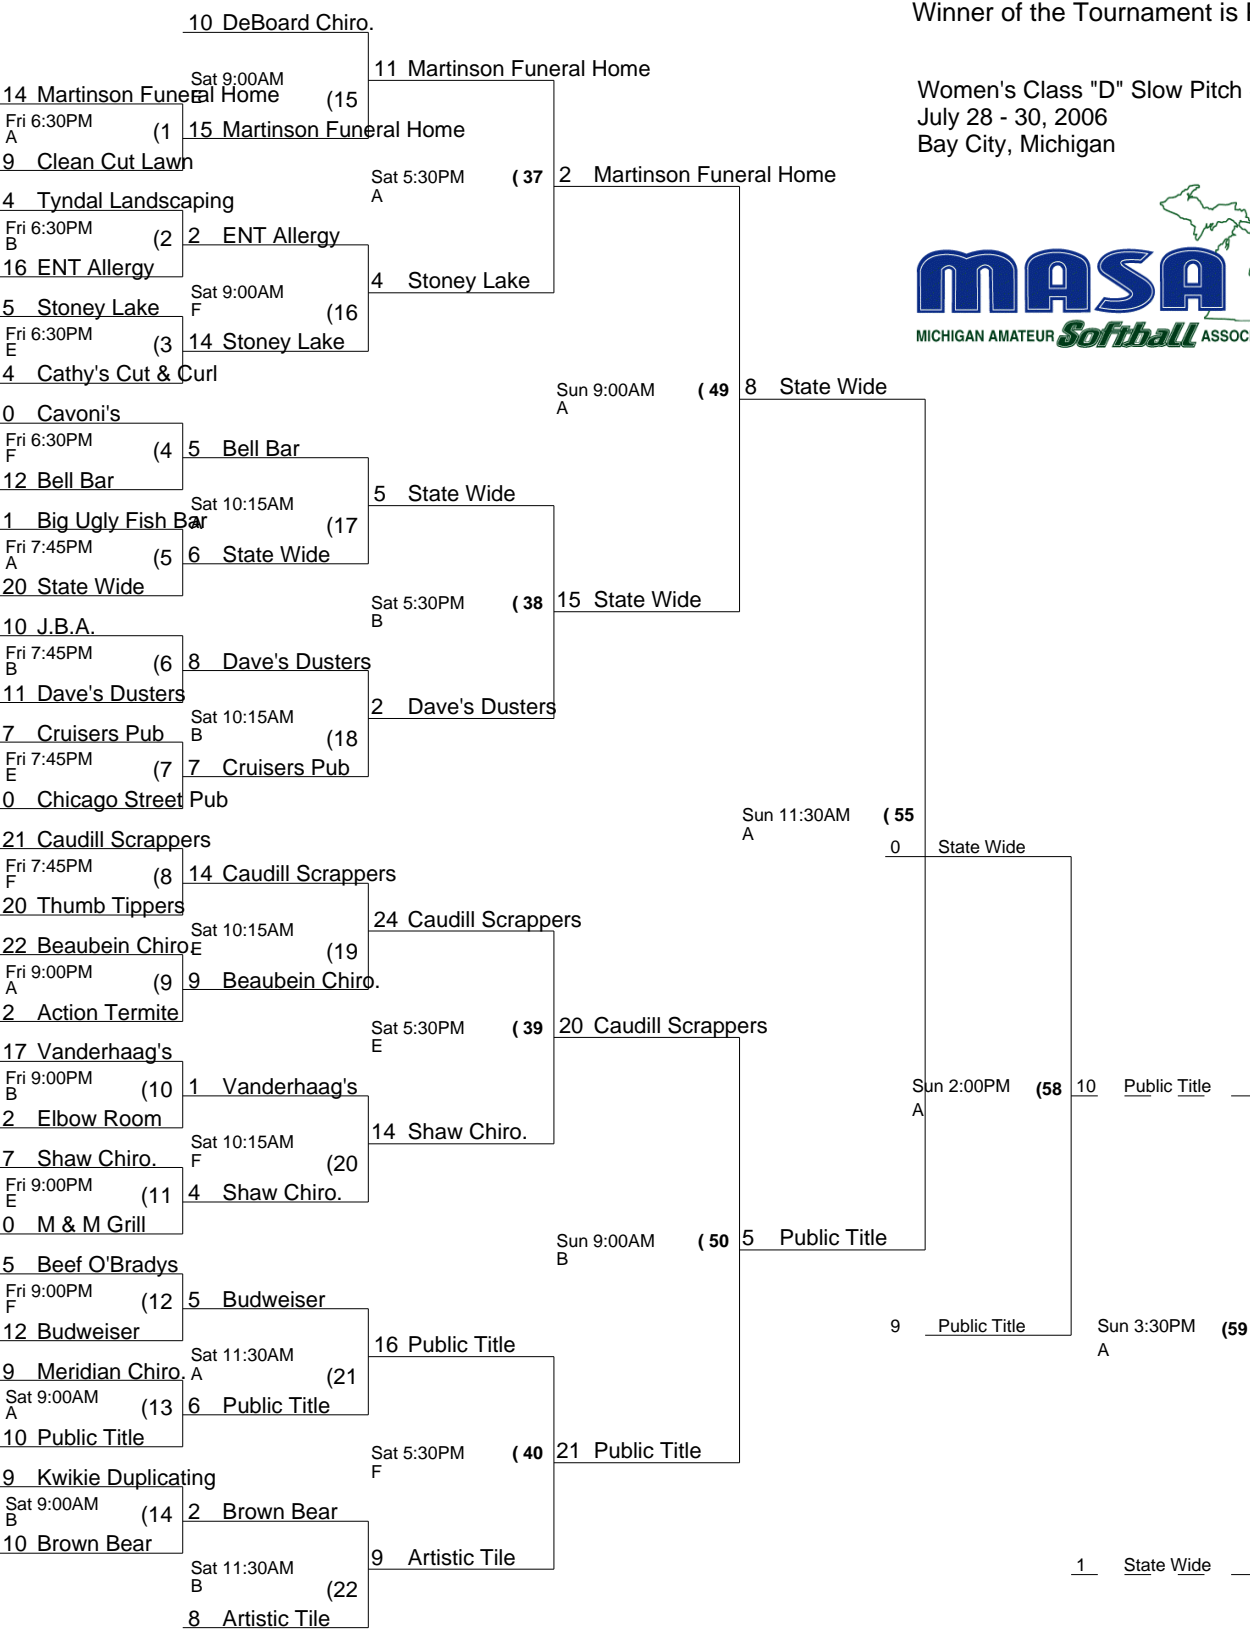 Winner of the Tournament is
Women's Class "D" Slow Pitch
July 28 - 30, 2006
Bay City, Michigan
MASA
MICHIGAN AMATEUR Softball ASSOC
10 DeBoard Chiro.
Sat 9:00AM
E
(15
14 Martinson Funeral Home
Fri 6:30PM
A
(1
9 Clean Cut Lawn
15 Martinson Funeral Home
11 Martinson Funeral Home
4 Tyndal Landscaping
Fri 6:30PM
B
(2
16 ENT Allergy
2 ENT Allergy
Sat 9:00AM
F
(16
5 Stoney Lake
Fri 6:30PM
E
(3
4 Cathy's Cut & Curl
14 Stoney Lake
4 Stoney Lake
Sat 5:30PM
A
(37
2 Martinson Funeral Home
0 Cavoni's
Fri 6:30PM
F
(4
12 Bell Bar
5 Bell Bar
Sat 10:15AM
A
(17
1 Big Ugly Fish Bar
Fri 7:45PM
A
(5
20 State Wide
6 State Wide
5 State Wide
10 J.B.A.
Fri 7:45PM
B
(6
11 Dave's Dusters
8 Dave's Dusters
Sat 10:15AM
B
(18
7 Cruisers Pub
Fri 7:45PM
E
(7
0 Chicago Street Pub
7 Cruisers Pub
2 Dave's Dusters
Sat 5:30PM
B
(38
15 State Wide
Sun 9:00AM
A
(49
8 State Wide
21 Caudill Scrappers
Fri 7:45PM
F
(8
20 Thumb Tippers
14 Caudill Scrappers
Sat 10:15AM
E
(19
22 Beaubein Chiro.
Fri 9:00PM
A
(9
2 Action Termite
9 Beaubein Chiro.
24 Caudill Scrappers
17 Vanderhaag's
Fri 9:00PM
B
(10
2 Elbow Room
1 Vanderhaag's
Sat 10:15AM
F
(20
7 Shaw Chiro.
Fri 9:00PM
E
(11
0 M & M Grill
4 Shaw Chiro.
14 Shaw Chiro.
Sat 5:30PM
E
(39
20 Caudill Scrappers
5 Beef O'Bradys
Fri 9:00PM
F
(12
12 Budweiser
5 Budweiser
Sat 11:30AM
A
(21
9 Meridian Chiro.
Sat 9:00AM
A
(13
10 Public Title
6 Public Title
16 Public Title
9 Kwikie Duplicating
Sat 9:00AM
B
(14
10 Brown Bear
2 Brown Bear
Sat 11:30AM
B
(22
8 Artistic Tile
9 Artistic Tile
Sat 5:30PM
F
(40
21 Public Title
Sun 9:00AM
B
(50
5 Public Title
Sun 11:30AM
A
(55
0 State Wide
Sun 2:00PM
A
(58
9 Public Title
10 Public Title
Sun 3:30PM
A
(59
1 State Wide